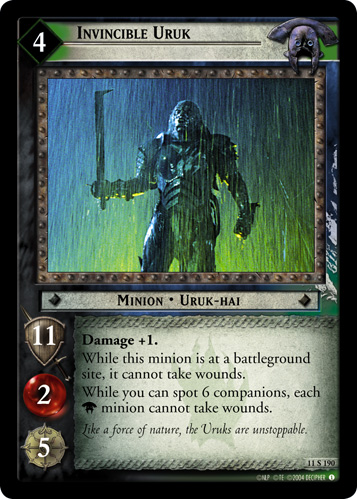 4 Invincible Uruk
Minion • Uruk-hai
11
Damage +1.
While this minion is at a battleground
site, it cannot take wounds.
2
While you can spot 6 companions, each
minion cannot take wounds.
5
Like a force of nature, the Uruks are unstoppable.
11 S 190
©NLP ©TE ©2004 DECIPHER